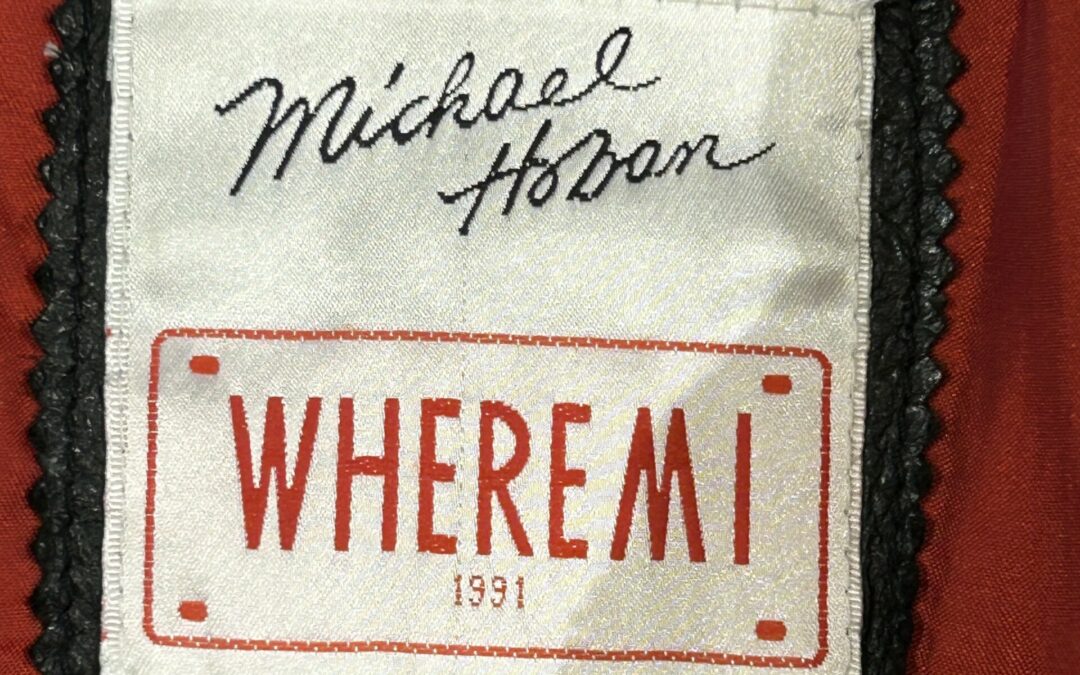 Michael
Hoban
WHEREMI
1991